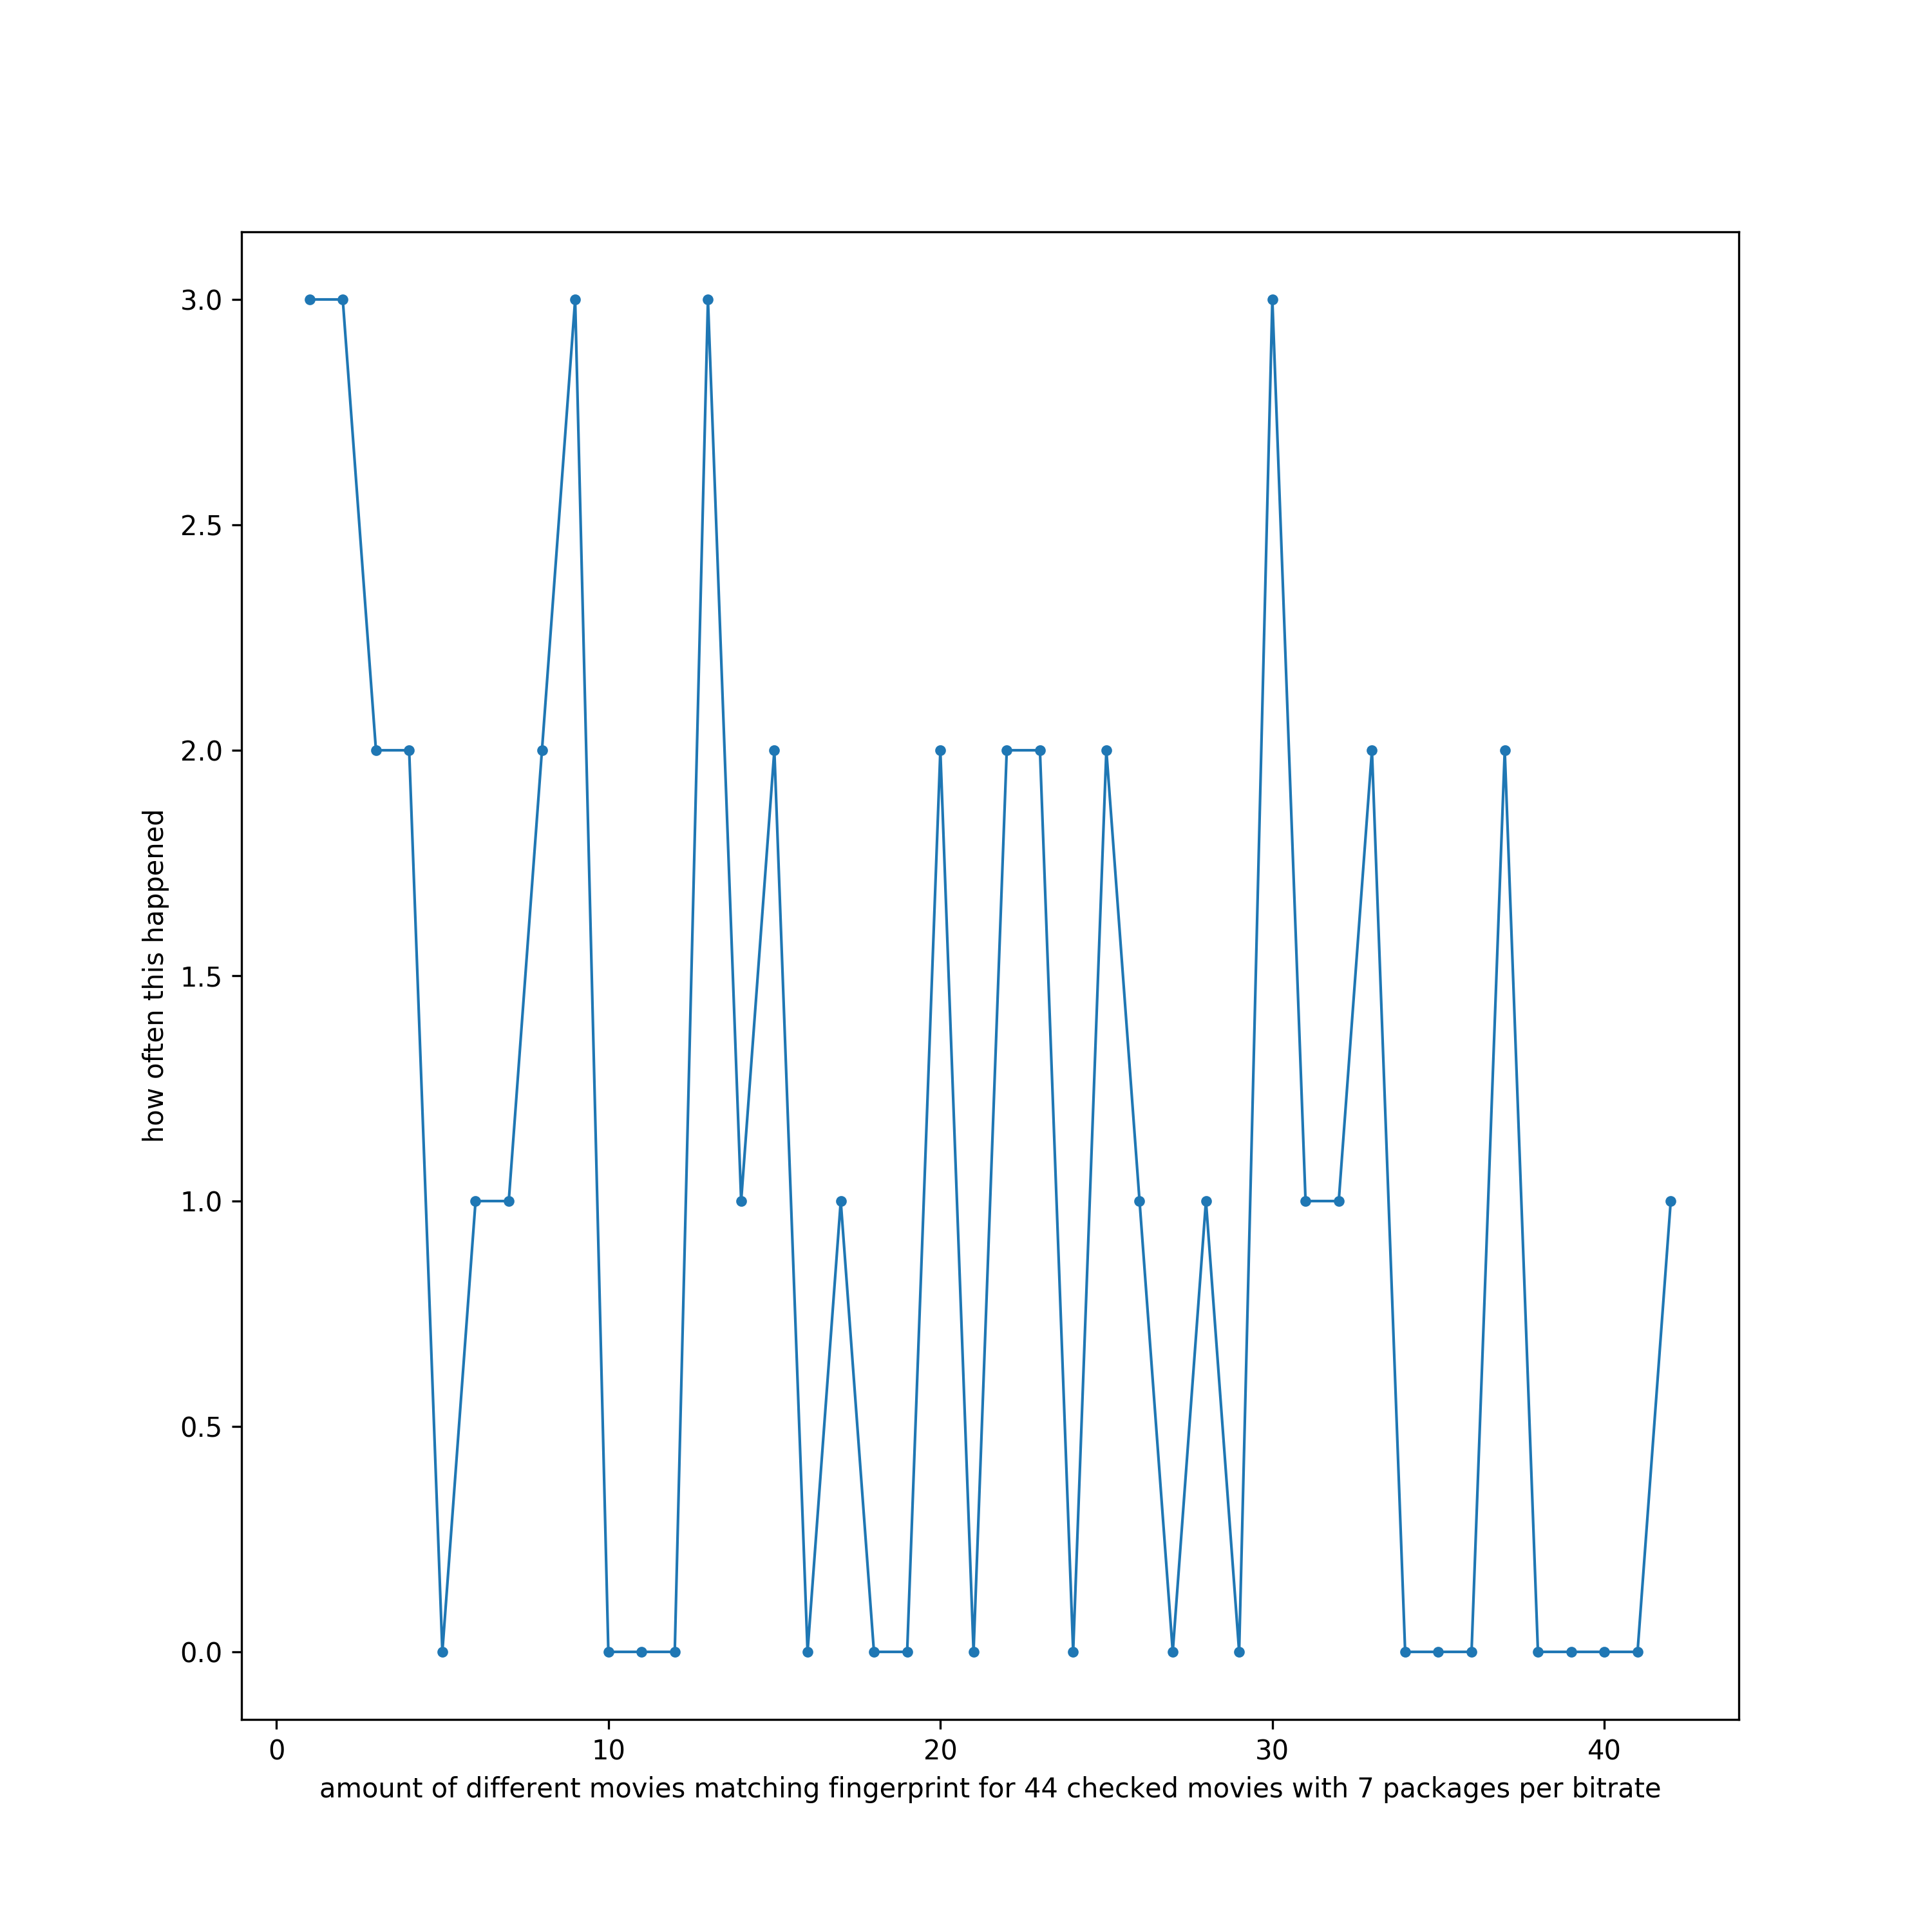 3.0
2.5
2.0
1.5
1.0
0.5
0.0
how often this happened
0 10 20 30 40
amount of different movies matching fingerprint for 44 checked movies with 7 packages per bitrate